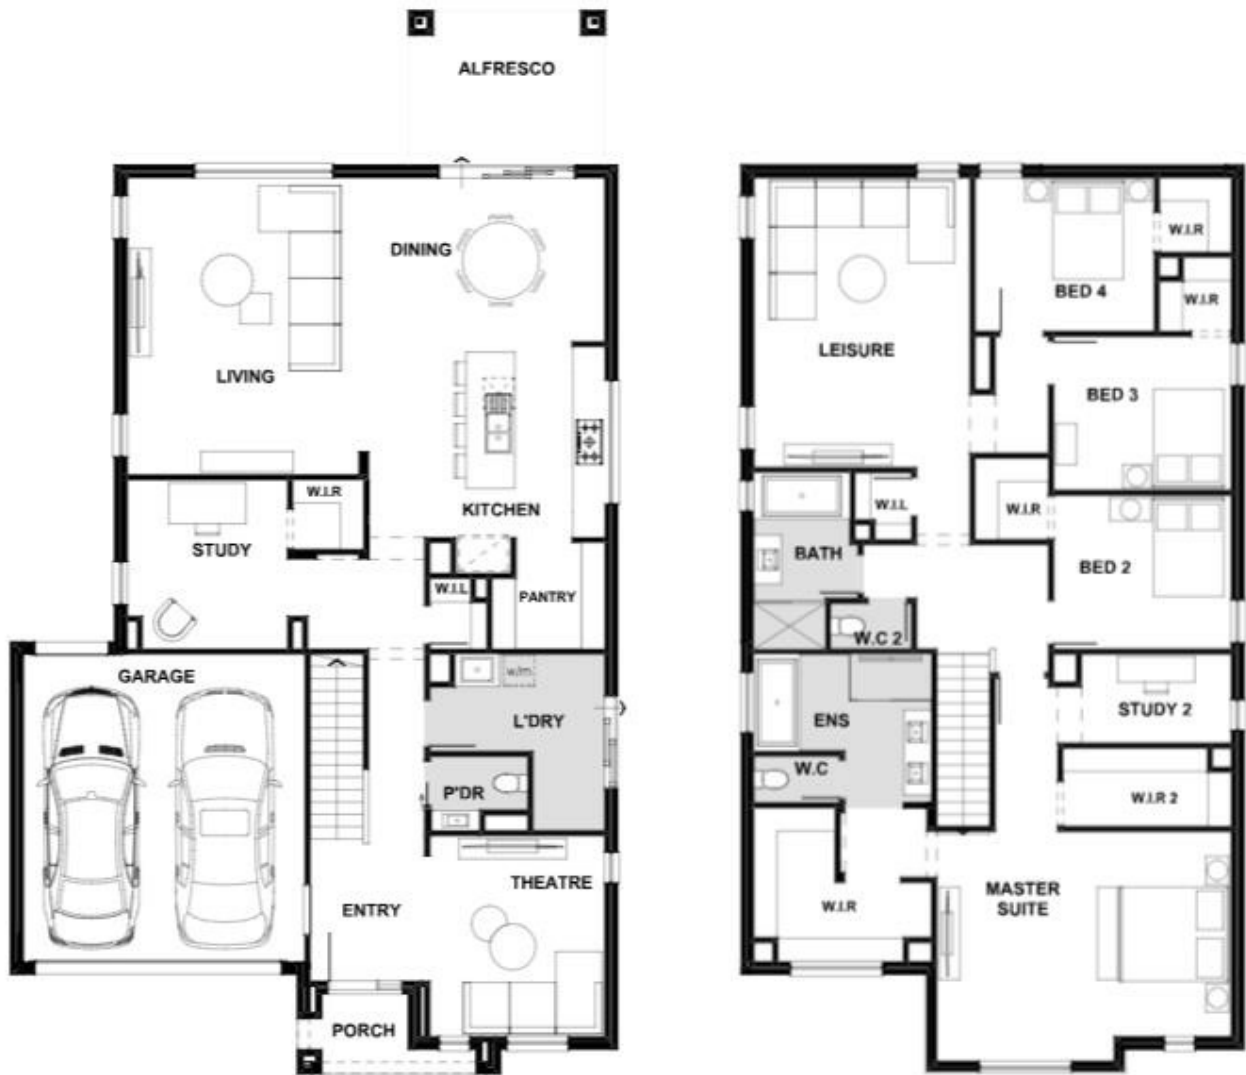 ALFRESCO
DINING
LIVING
KITCHEN
W.I.R
STUDY
W.I.L
PANTRY
GARAGE
w/m
L'DRY
P'DR
THEATRE
ENTRY
PORCH
W.I.R
BED 4
W.I.R
LEISURE
BED 3
W.I.L
W.I.R
BATH
BED 2
W.C 2
ENS
STUDY 2
W.C
W.I.R 2
MASTER
SUITE
W.I.R